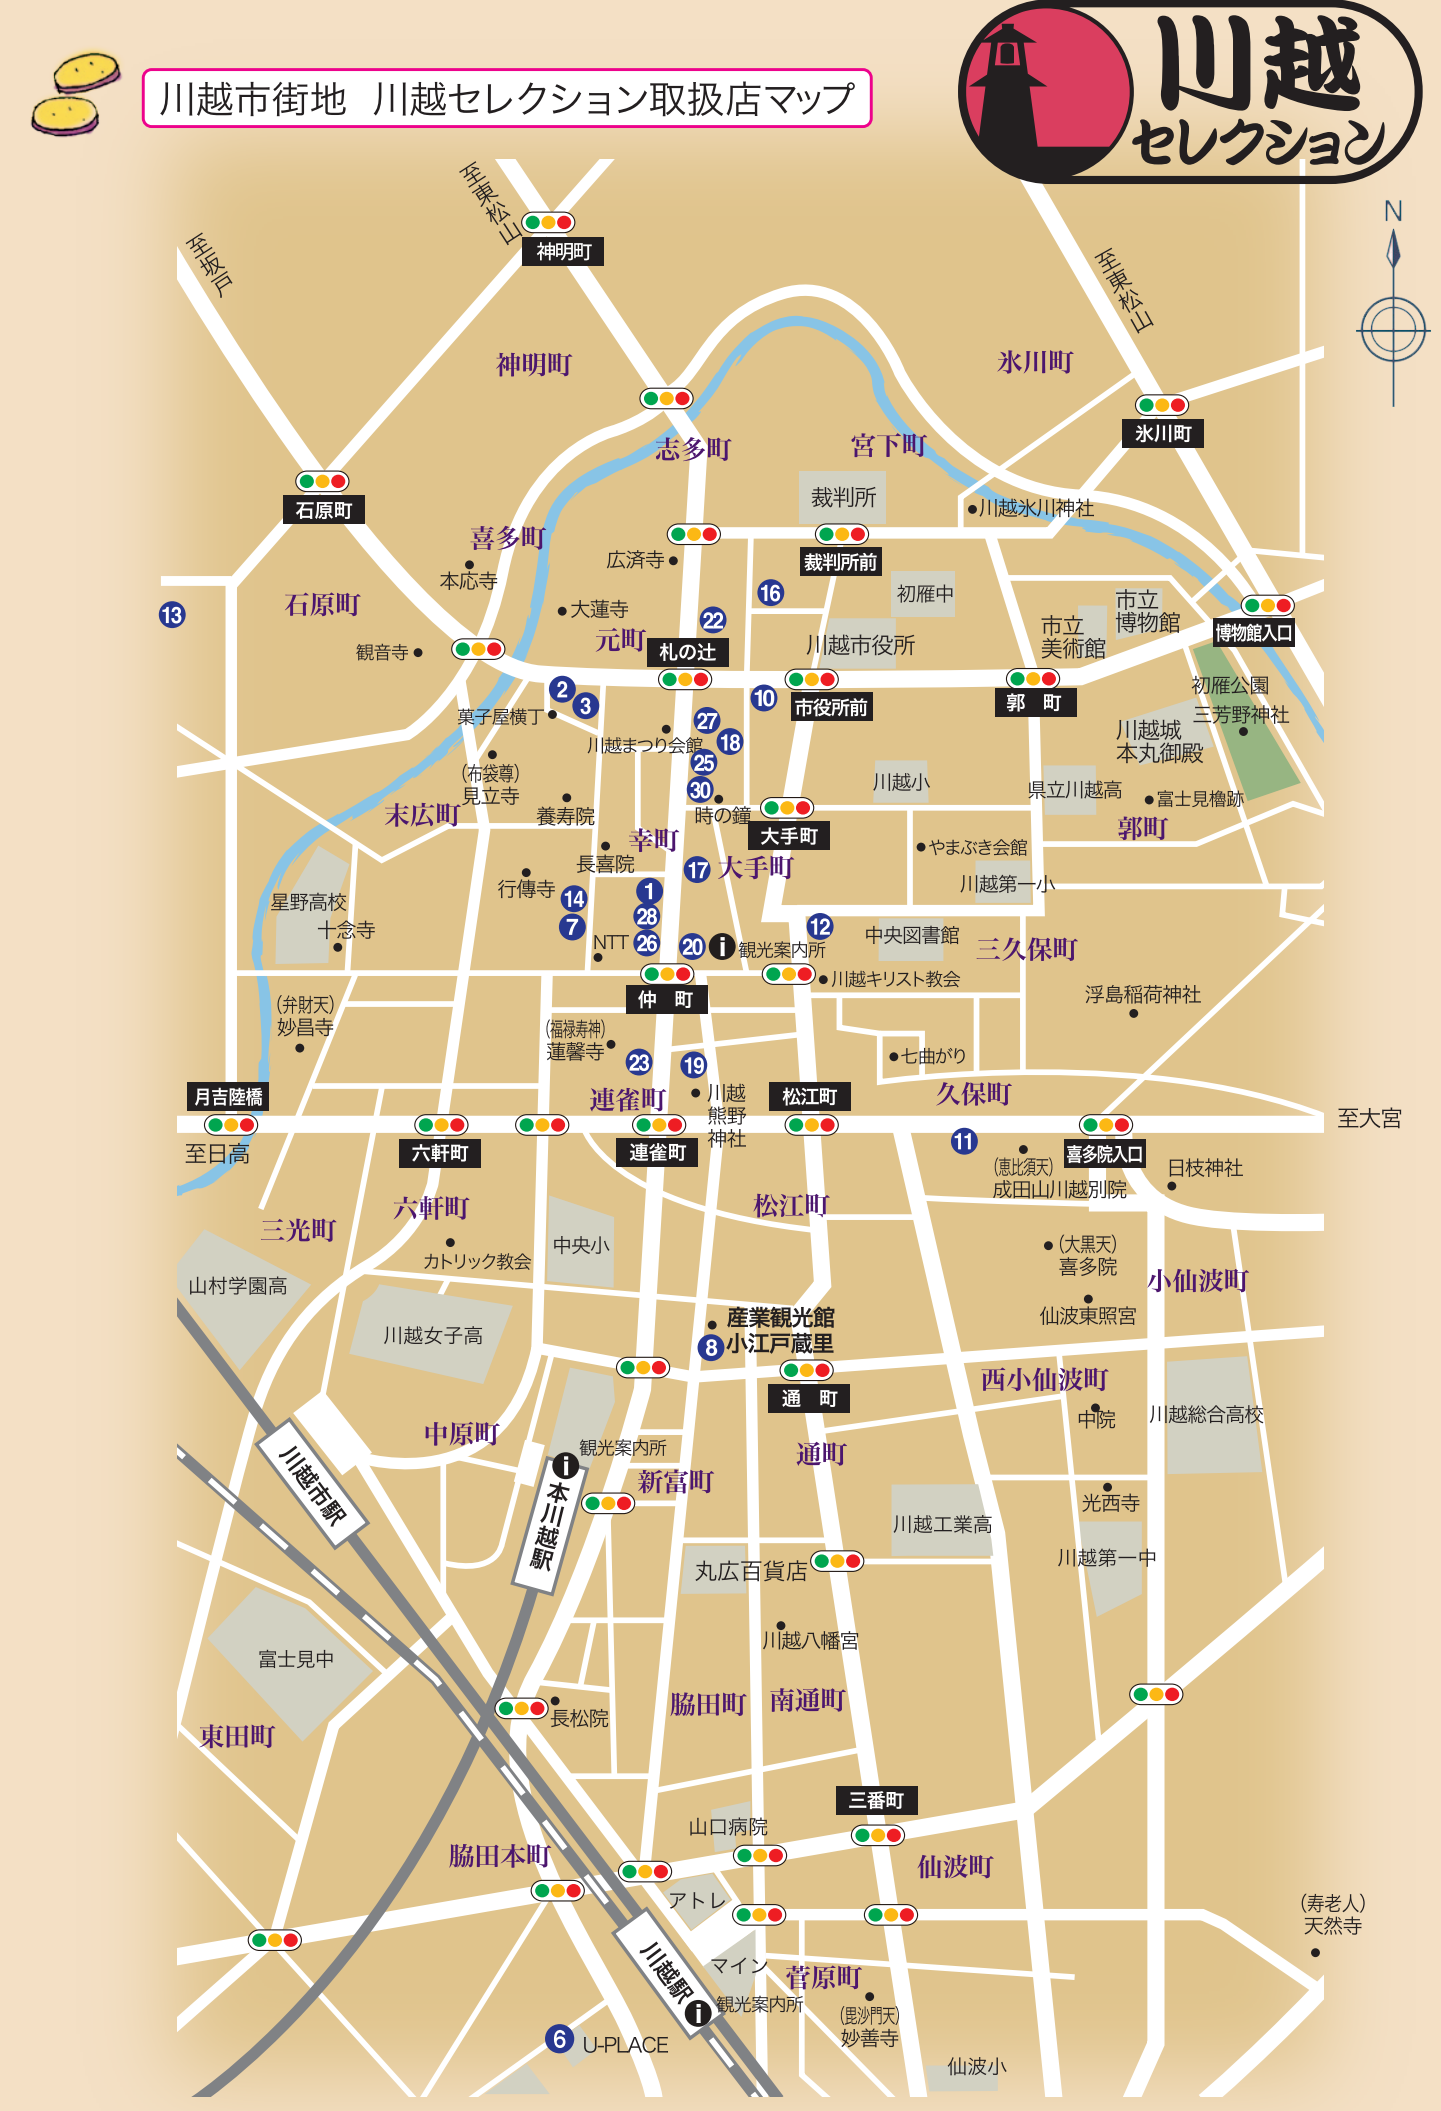 川越市街地 川越セレクション取扱店マップ
川越
セレクション
N
至東松山
至坂戸
神明町
至東松山
神明町
氷川町
氷川町
志多町
宮下町
裁判所
石原町
川越氷川神社
喜多町
広済寺
裁判所前
本応寺
初雁中
16
石原町
13
大蓮寺
22
市立
博物館
市立
美術館
博物館入口
元町
札の辻
川越市役所
観音寺
2
3
10
市役所前
郭 町
初雁公園
三芳野神社
菓子屋横丁
27
18
川越まつり会館
川越城
本丸御殿
25
(布袋尊)
見立寺
30
川越小
県立川越高
富士見櫓跡
養寿院
時の鐘
末広町
大手町
郭町
幸町
やまぶき会館
長喜院
17
大手町
行傳寺
14
1
川越第一小
星野高校
7
28
12
十念寺
NTT
26
20
i
観光案内所
中央図書館
三久保町
川越キリスト教会
仲 町
浮島稲荷神社
(弁財天)
妙昌寺
(福禄寿神)
蓮馨寺
23
19
七曲がり
月吉陸橋
連雀町
川越
熊野
神社
松江町
久保町
至大宮
至日高
六軒町
連雀町
11
喜多院入口
(恵比須天)
成田山川越別院
日枝神社
六軒町
松江町
三光町
カトリック教会
中央小
(大黒天)
喜多院
小仙波町
山村学園高
仙波東照宮
川越女子高
産業観光館
小江戸蔵里
8
通 町
西小仙波町
中院
川越総合高校
中原町
観光案内所
i
通町
川越市駅
本川越駅
新富町
光西寺
川越工業高
川越第一中
丸広百貨店
川越八幡宮
富士見中
脇田町
南通町
長松院
東田町
三番町
山口病院
脇田本町
仙波町
アトレ
(寿老人)
天然寺
川越駅
マイン
菅原町
i
観光案内所
(毘沙門天)
妙善寺
6
U-PLACE
仙波小